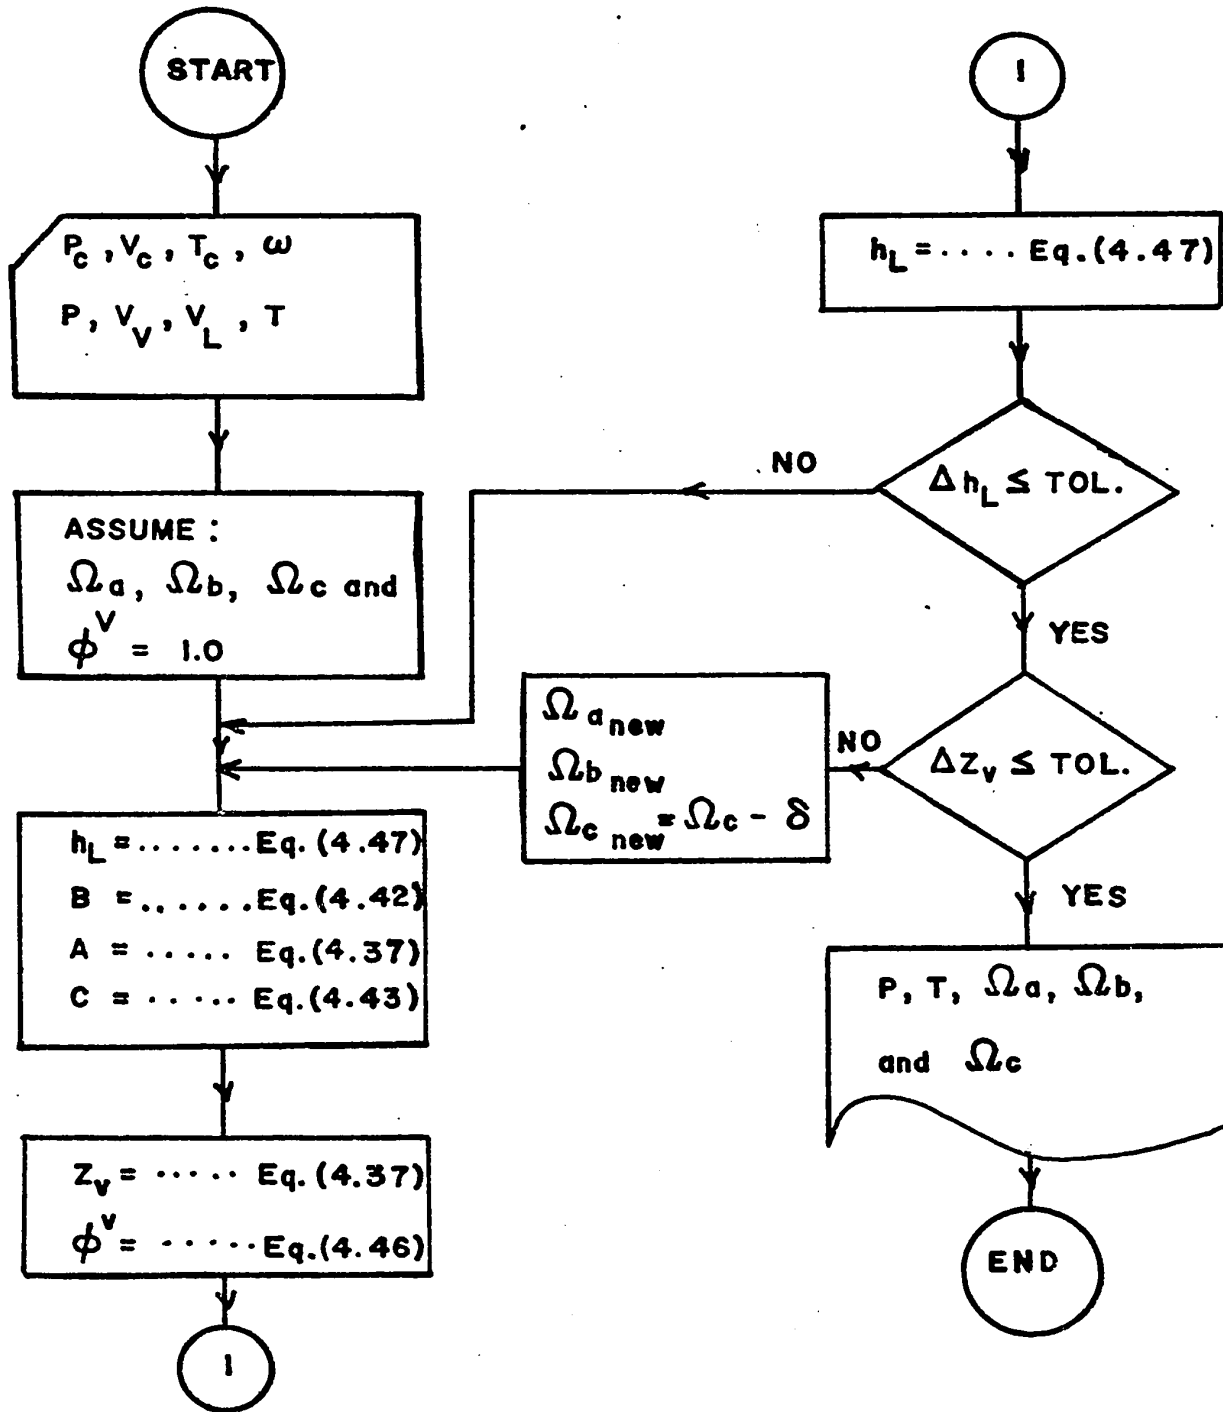 START
P_c, V_c, T_c, ω
P, V_V, V_L, T
ASSUME:
Ω_a, Ω_b, Ω_c and
ϕ^V = 1.0
h_L = ....... Eq.(4.47)
B = ....... Eq.(4.42)
A = ..... Eq.(4.37)
C = ..... Eq.(4.43)
Z_v = ..... Eq.(4.37)
ϕ^v = ...... Eq.(4.46)
1
1
h_L = .... Eq.(4.47)
Δh_L ≤ TOL.
NO
YES
ΔZ_v ≤ TOL.
NO
Ω_a new
Ω_b new
Ω_c new = Ω_c - δ
YES
P, T, Ω_a, Ω_b,
and Ω_c
END